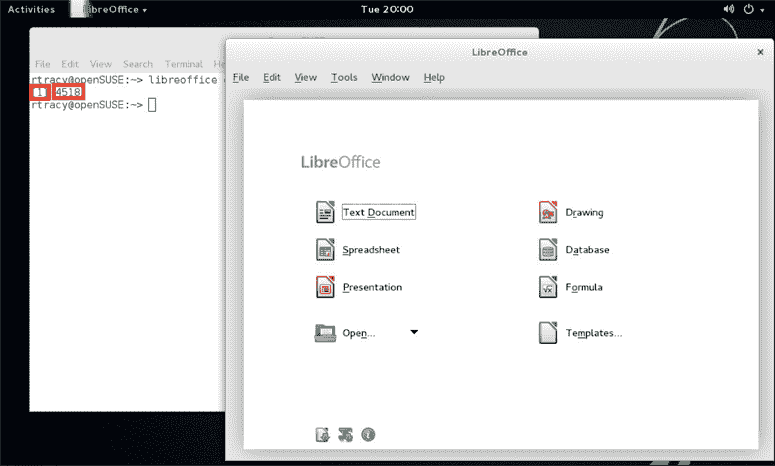 Activities
LibreOffice
Tue 20:00
File Edit View Search Terminal
rtracy@openSUSE:~> libreoffice
[1] 4518
rtracy@openSUSE:~>
LibreOffice
File Edit View Tools Window Help
LibreOffice
Text Document
Drawing
Spreadsheet
Database
Presentation
Formula
Open...
Templates...